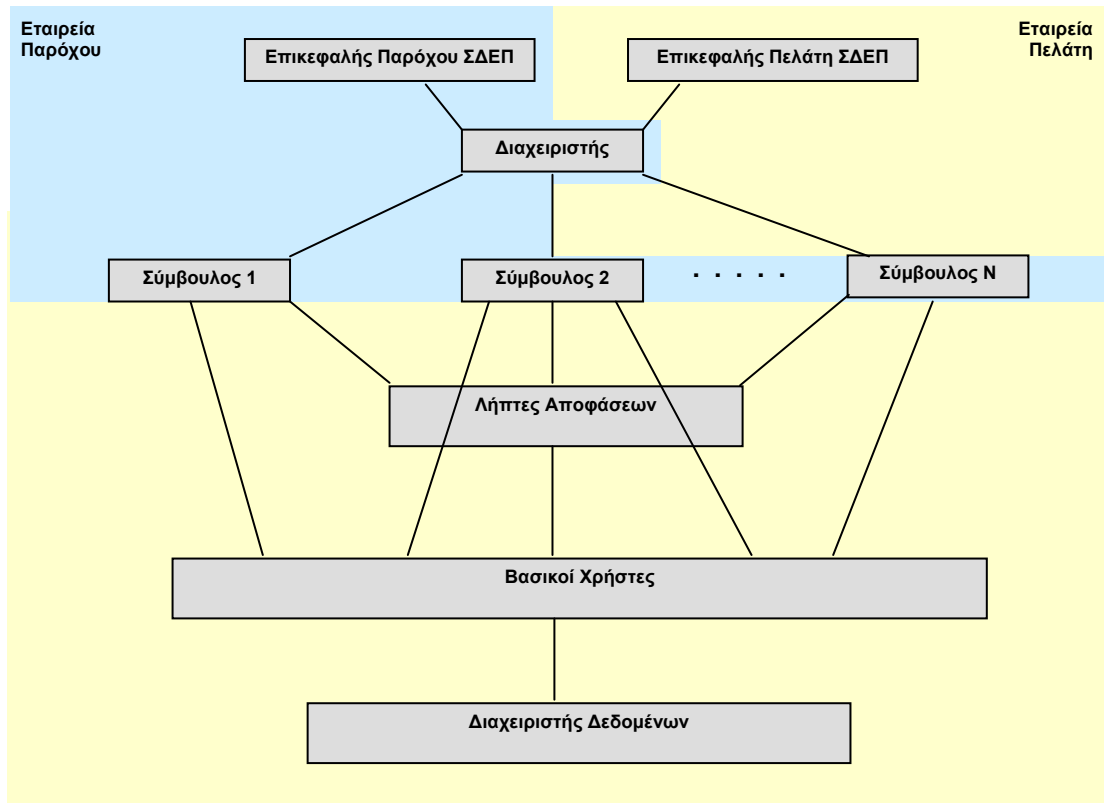 Εταιρεία
Παρόχου
Εταιρεία
Πελάτη
Επικεφαλής Παρόχου ΣΔΕΠ
Επικεφαλής Πελάτη ΣΔΕΠ
Διαχειριστής
Σύμβουλος 1
Σύμβουλος 2
. . . . .
Σύμβουλος Ν
Λήπτες Αποφάσεων
Βασικοί Χρήστες
Διαχειριστής Δεδομένων